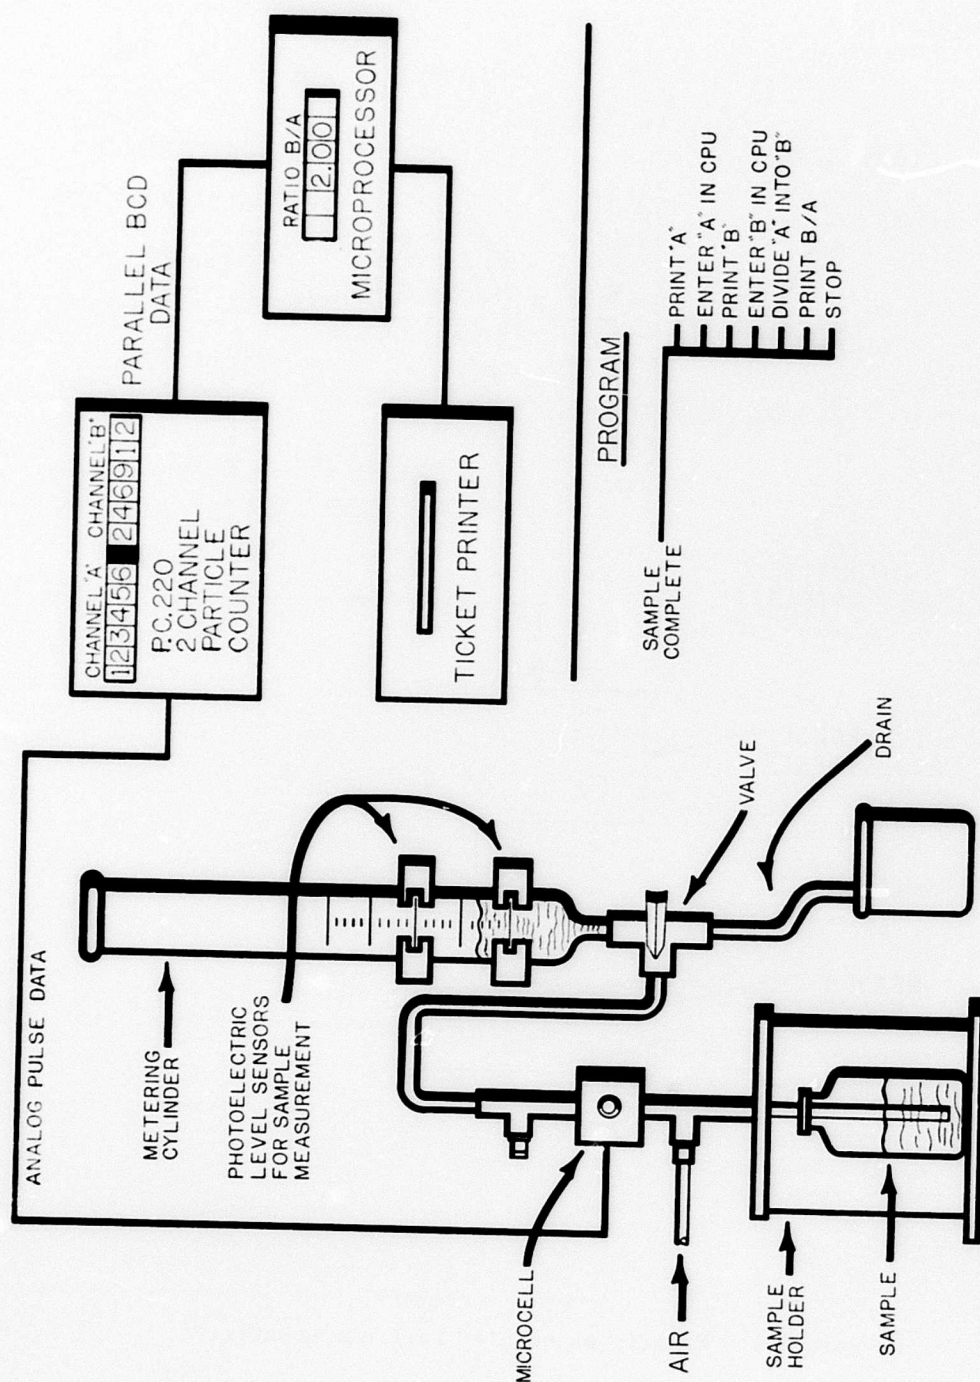 ANALOG PULSE DATA
METERING
CYLINDER
PHOTOELECTRIC
LEVEL SENSORS
FOR SAMPLE
MEASUREMENT
MICROCELL
AIR
SAMPLE
HOLDER
SAMPLE
VALVE
DRAIN
CHANNEL "A" CHANNEL "B"
123456 246912
P.C. 220
2 CHANNEL
PARTICLE
COUNTER
PARALLEL BCD
DATA
RATIO B/A
2.00
MICROPROCESSOR
TICKET PRINTER
PROGRAM
SAMPLE
COMPLETE
PRINT "A"
ENTER "A" IN CPU
PRINT "B"
ENTER "B" IN CPU
DIVIDE "A" INTO "B"
PRINT B/A
STOP